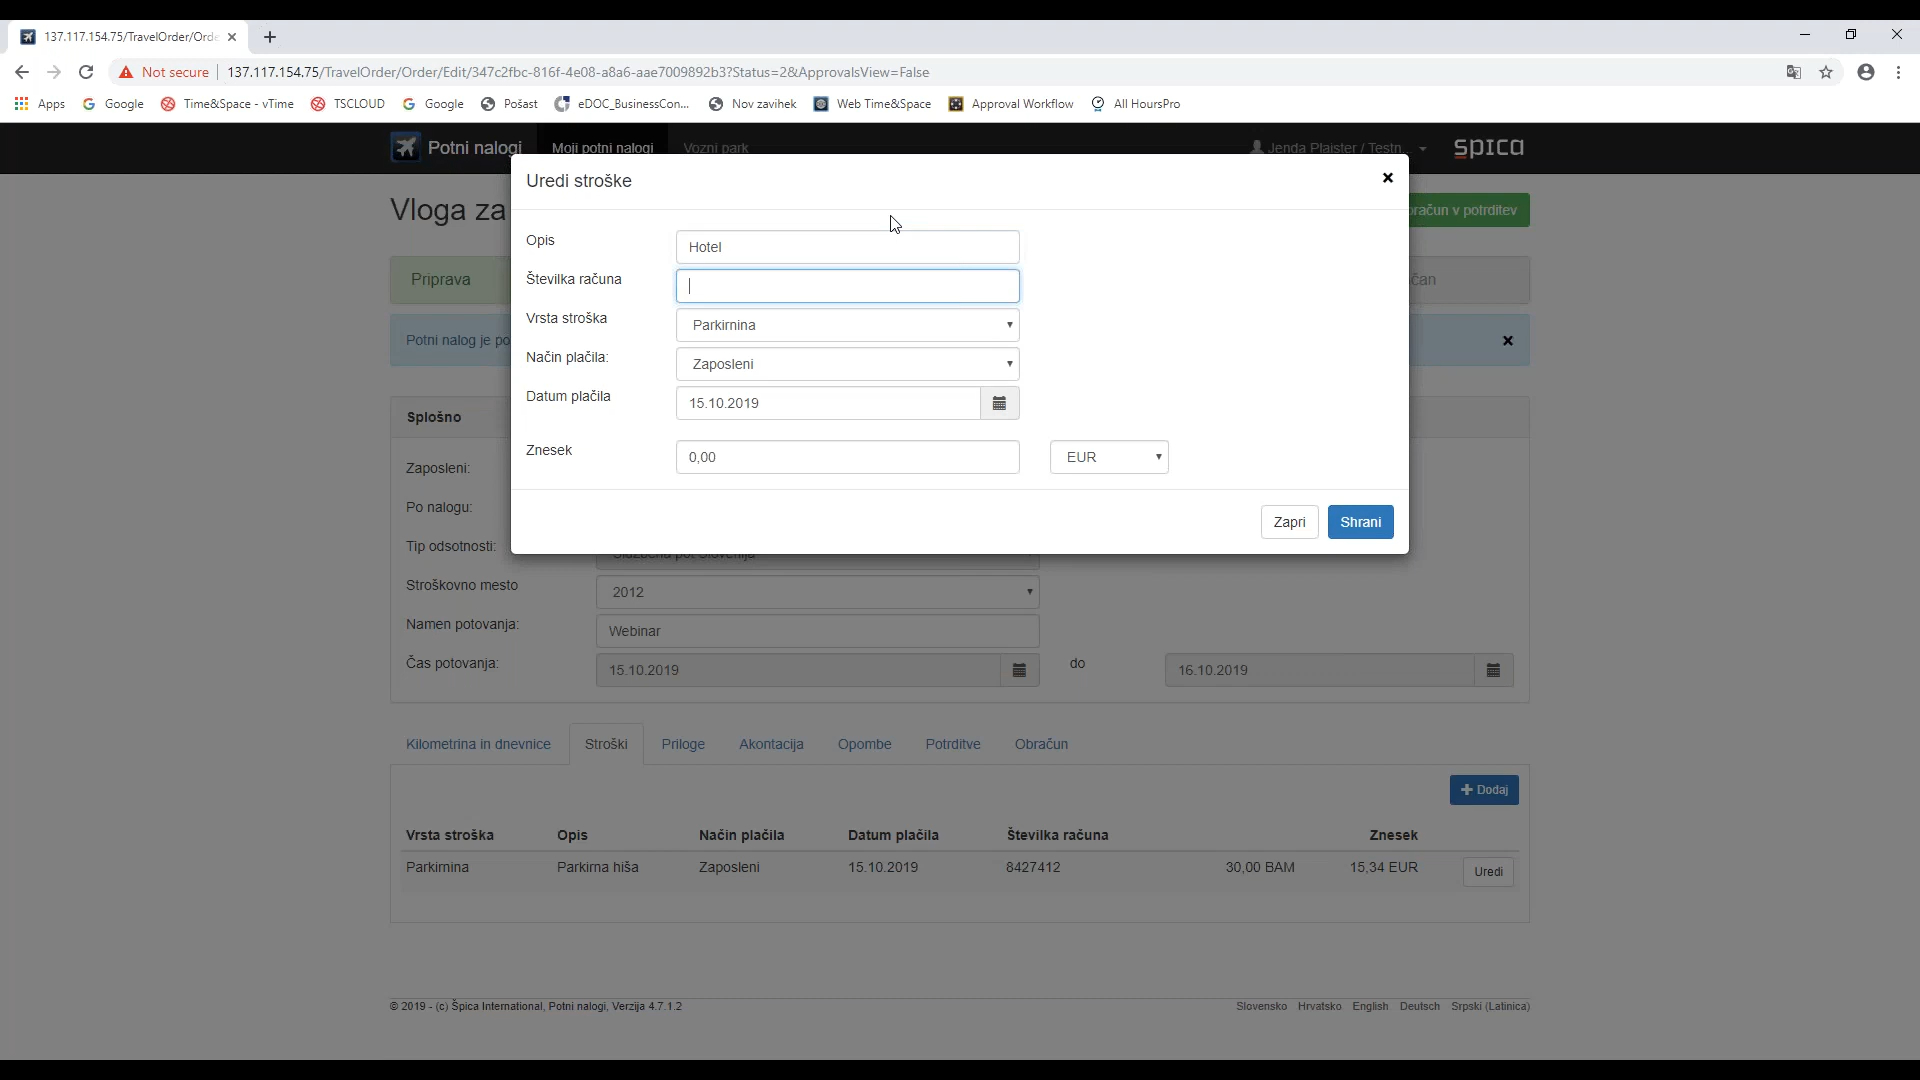 137.117.154.75/TravelOrder/Orde
Not secure 137.117.154.75/TravelOrder/Order/Edit/347c2fbc-816f-4e08-a8a6-aae7009892b3?Status=2&ApprovalsView=False
Apps Google Time&Space - vTime TSCLOUD Google Pošast eDOC_BusinessCon... Nov zavihek Web Time&Space Approval Workflow All HoursPro
Potni nalogi Moji potni nalogi Vozni park Jenda Plaister / Testn... spica
Uredi stroške
Vloga za račun v potrditev
Opis Hotel
Številka računa
Priprava čan
Vrsta stroška Parkirnina
Potni nalog je po
Način plačila: Zaposleni
Datum plačila 15.10.2019
Splošno
Znesek 0,00 EUR
Zaposleni:
Po nalogu:
Zapri Shrani
Tip odsotnosti: Službena pot Slovenija
Stroškovno mesto 2012
Namen potovanja: Webinar
Čas potovanja: 15.10.2019 do 16.10.2019
Kilometrina in dnevnice Stroški Priloge Akontacija Opombe Potrditve Obračun
Dodaj
Vrsta stroška Opis Način plačila Datum plačila Številka računa Znesek
Parkirnina Parkirna hiša Zaposleni 15.10.2019 8427412 30,00 BAM 15,34 EUR Uredi
© 2019 - (c) Špica International, Potni nalogi, Verzija 4.7.1.2 Slovensko Hrvatsko English Deutsch Srpski (Latinica)